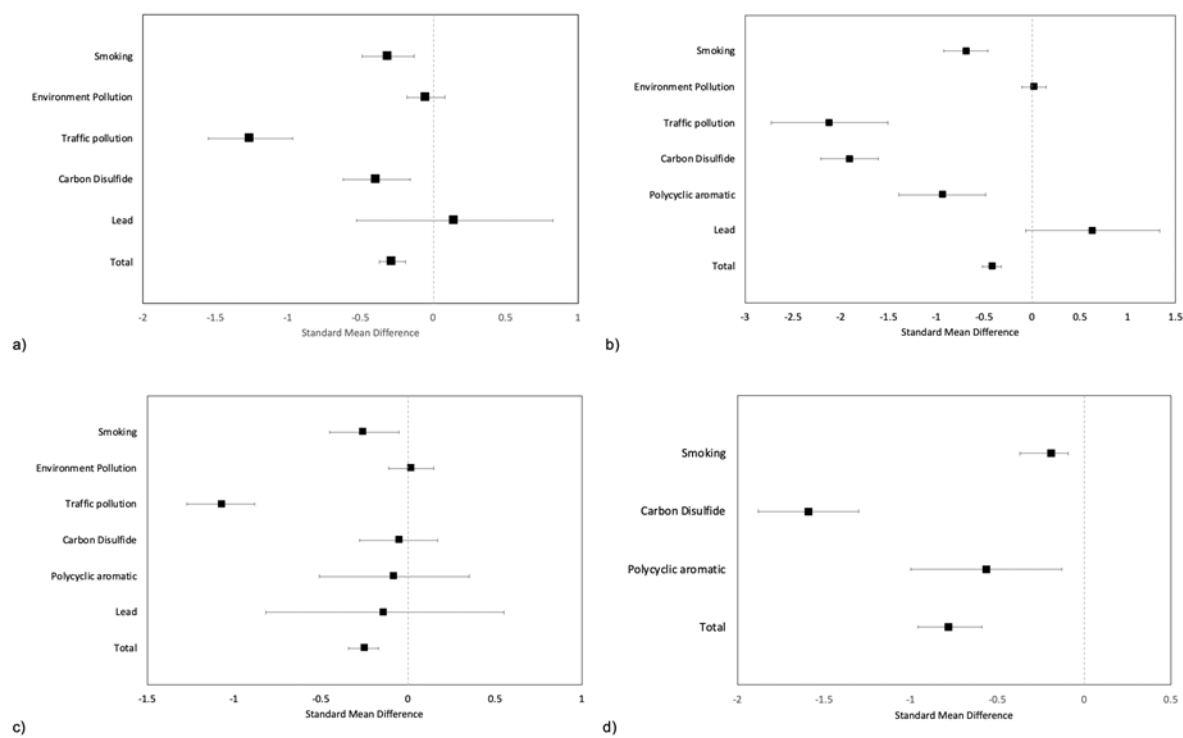 Smoking
Environment Pollution
Traffic pollution
Carbon Disulfide
Lead
Total
-2 -1.5 -1 -0.5 0 0.5 1
Standard Mean Difference
a)
Smoking
Environment Pollution
Traffic pollution
Carbon Disulfide
Polycyclic aromatic
Lead
Total
-3 -2.5 -2 -1.5 -1 -0.5 0 0.5 1 1.5
Standard Mean Difference
b)
Smoking
Environment Pollution
Traffic pollution
Carbon Disulfide
Polycyclic aromatic
Lead
Total
-1.5 -1 -0.5 0 0.5 1
Standard Mean Difference
c)
Smoking
Carbon Disulfide
Polycyclic aromatic
Total
-2 -1.5 -1 -0.5 0 0.5
Standard Mean Difference
d)